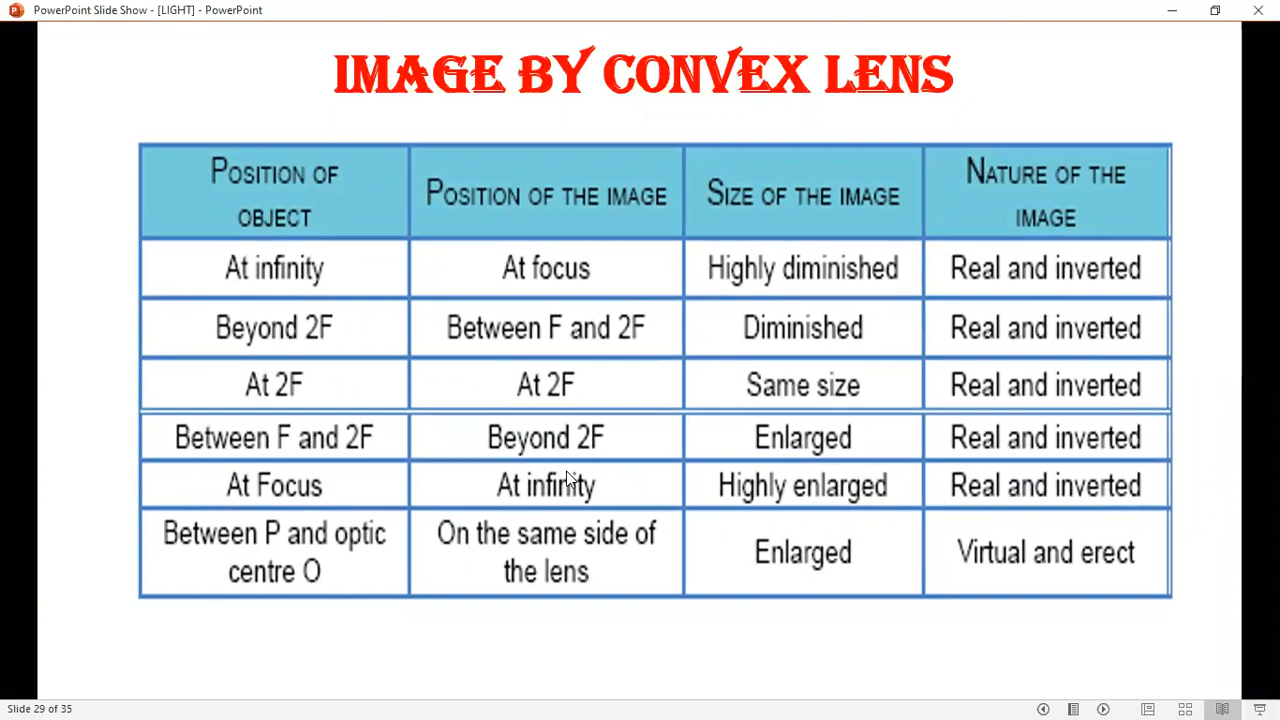 PowerPoint Slide Show - [LIGHT] - PowerPoint
IMAGE BY CONVEX LENS
POSITION OF
OBJECT
POSITION OF THE IMAGE
SIZE OF THE IMAGE
NATURE OF THE
IMAGE
At infinity
At focus
Highly diminished
Real and inverted
Beyond 2F
Between F and 2F
Diminished
Real and inverted
At 2F
At 2F
Same size
Real and inverted
Between F and 2F
Beyond 2F
Enlarged
Real and inverted
At Focus
At infinity
Highly enlarged
Real and inverted
Between P and optic
centre O
On the same side of
the lens
Enlarged
Virtual and erect
Slide 29 of 35